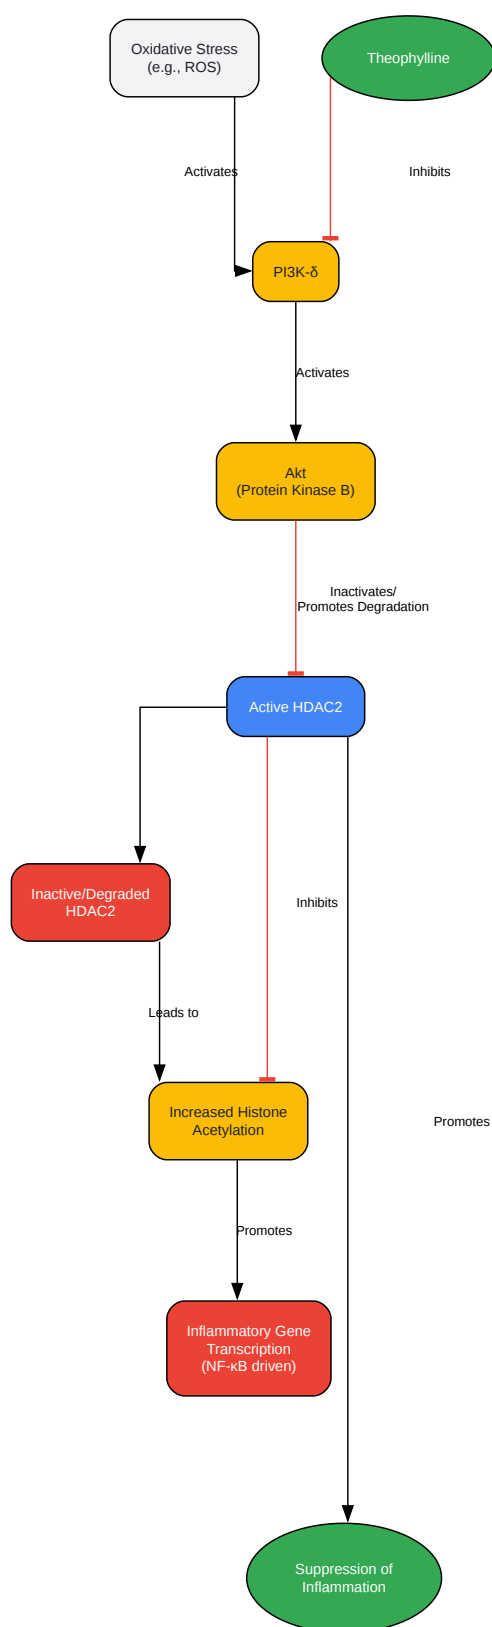 Oxidative Stress
(e.g., ROS)
Theophylline
Activates
Inhibits
PI3K-δ
Activates
Akt
(Protein Kinase B)
Inactivates/
Promotes Degradation
Active HDAC2
Inactive/Degraded
HDAC2
Inhibits
Leads to
Increased Histone
Acetylation
Promotes
Promotes
Inflammatory Gene
Transcription
(NF-κB driven)
Suppression of
Inflammation